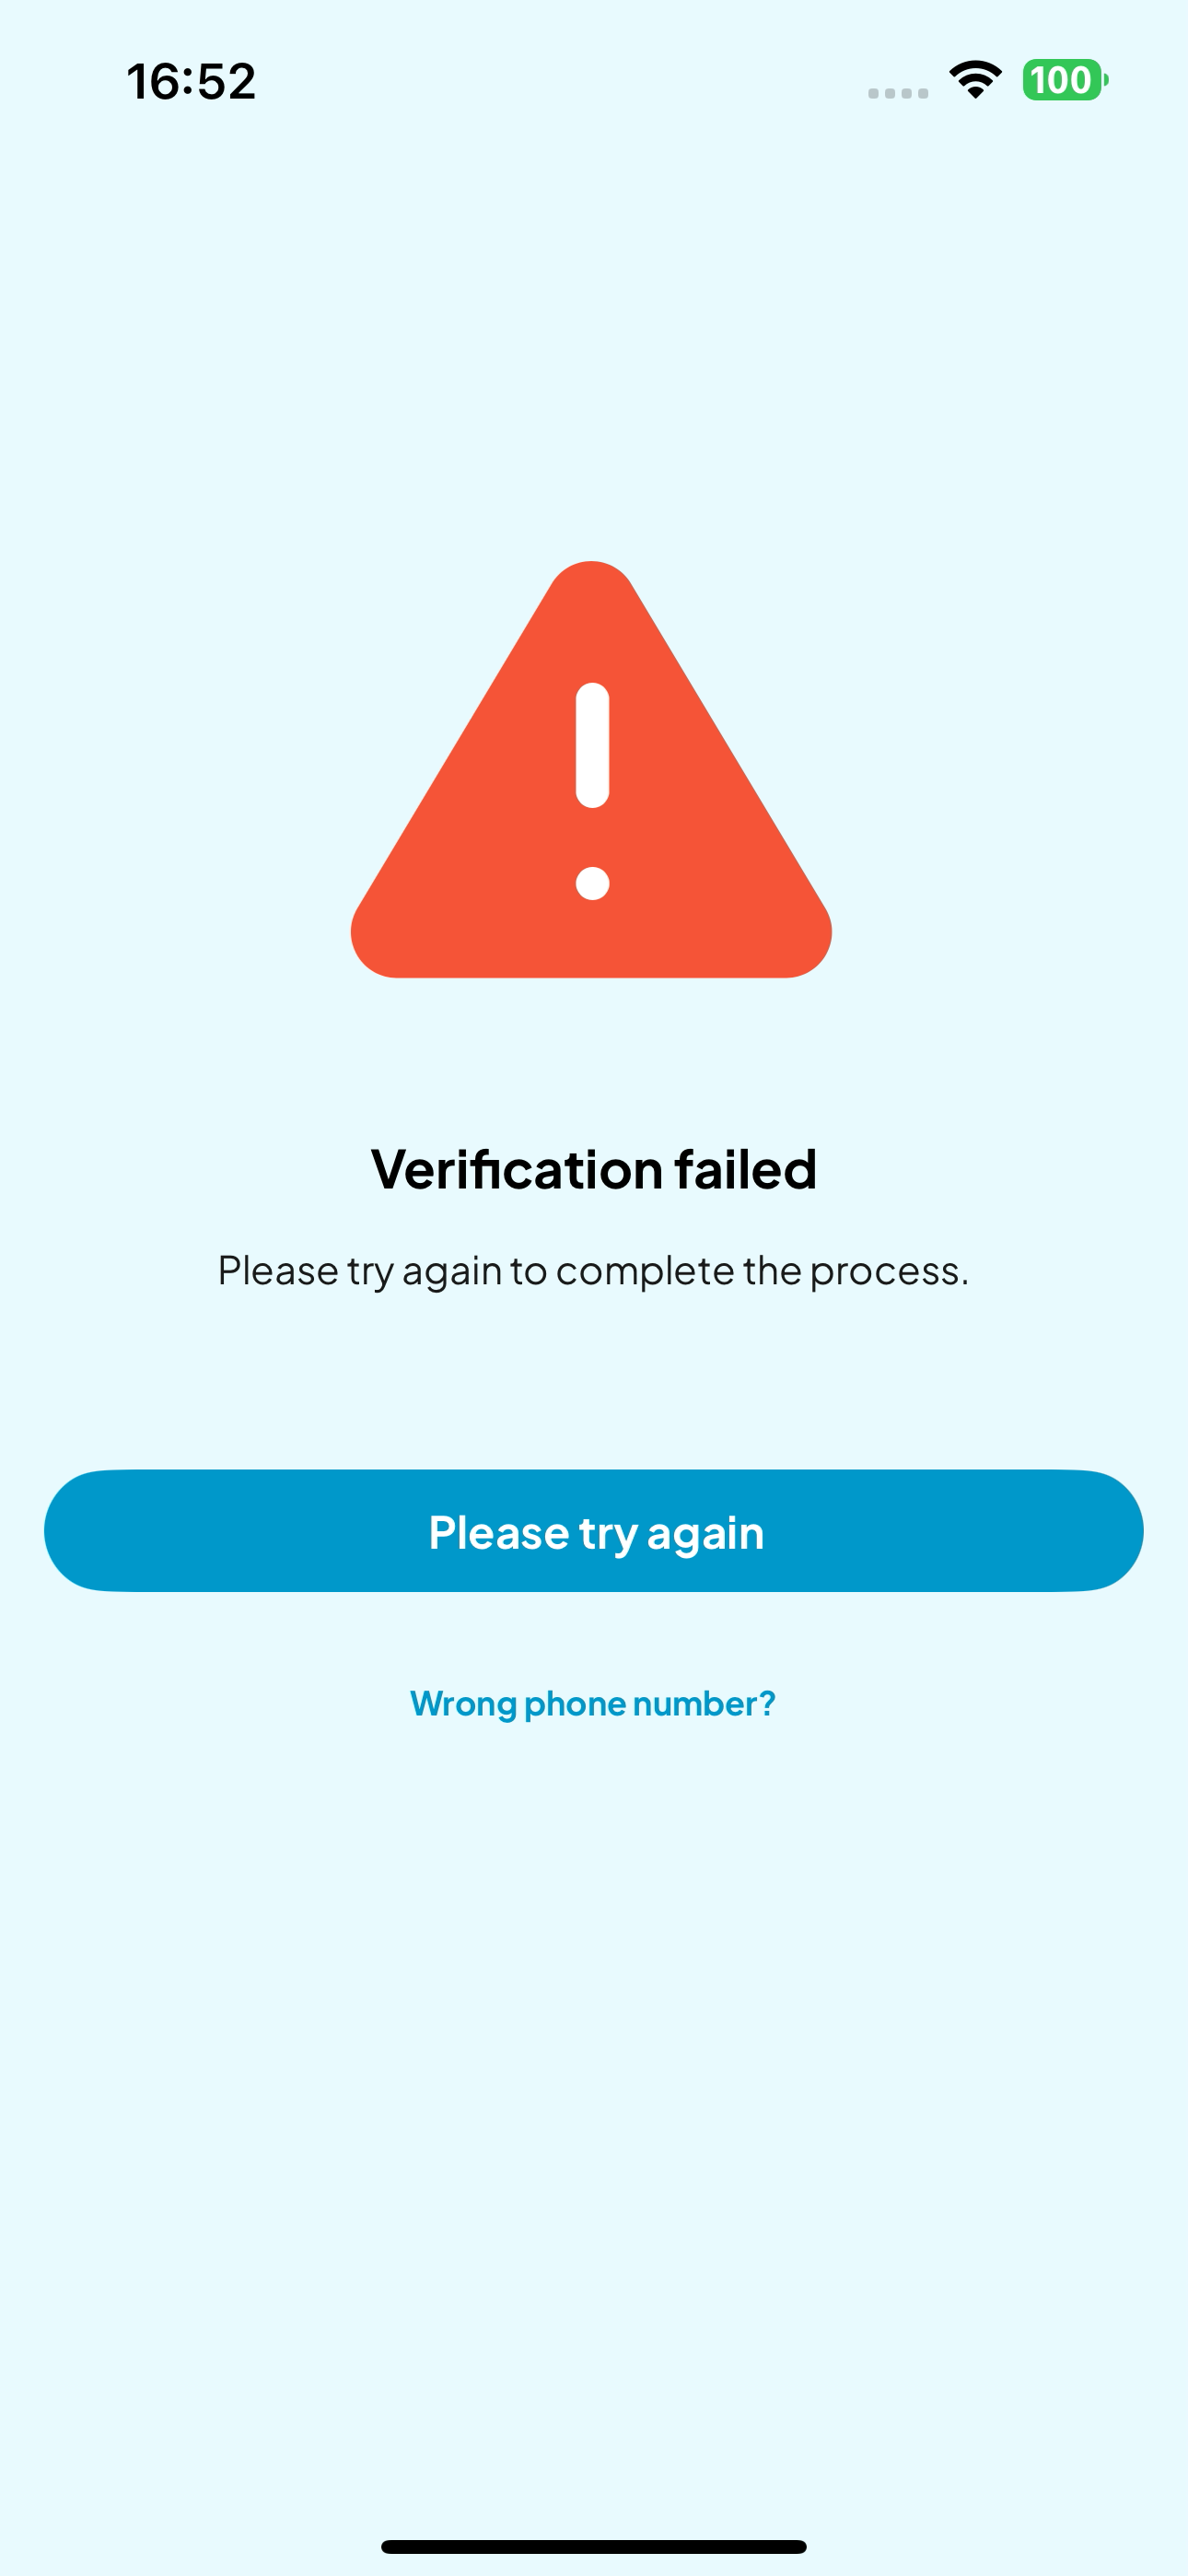 16:52
100
Verification failed
Please try again to complete the process.
Please try again
Wrong phone number?